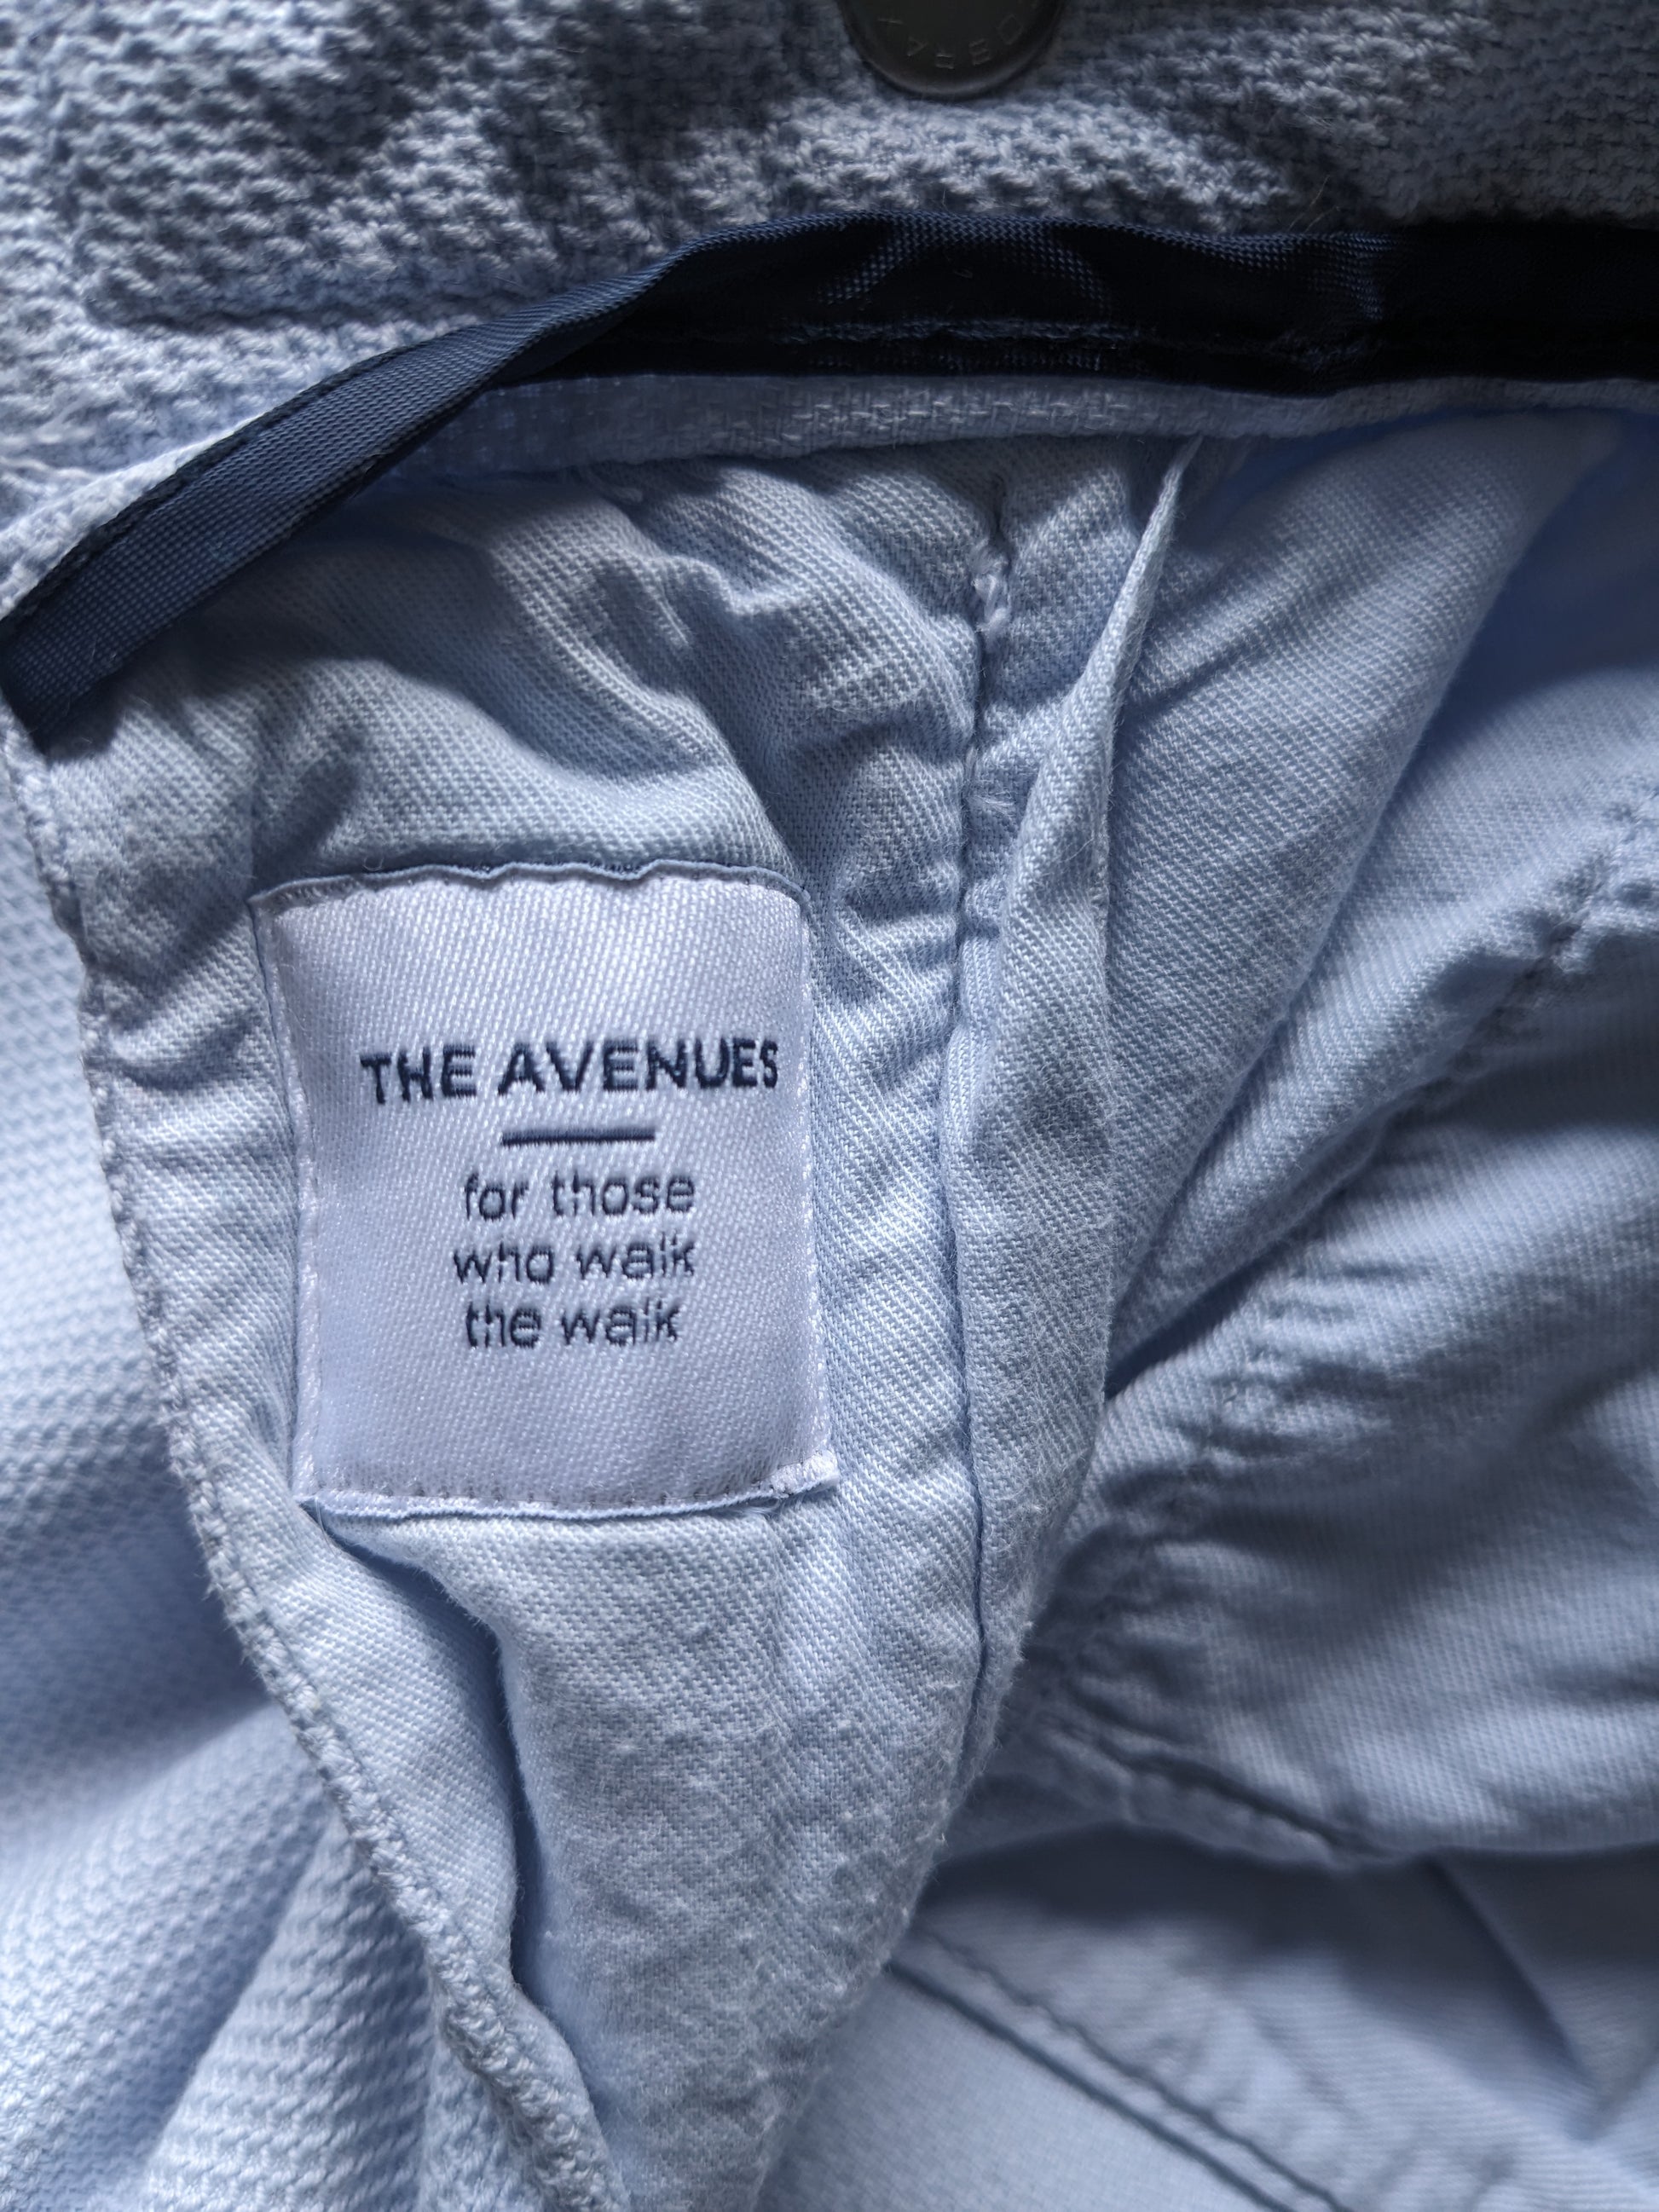 THE AVENUES
for those
who walk
the walk